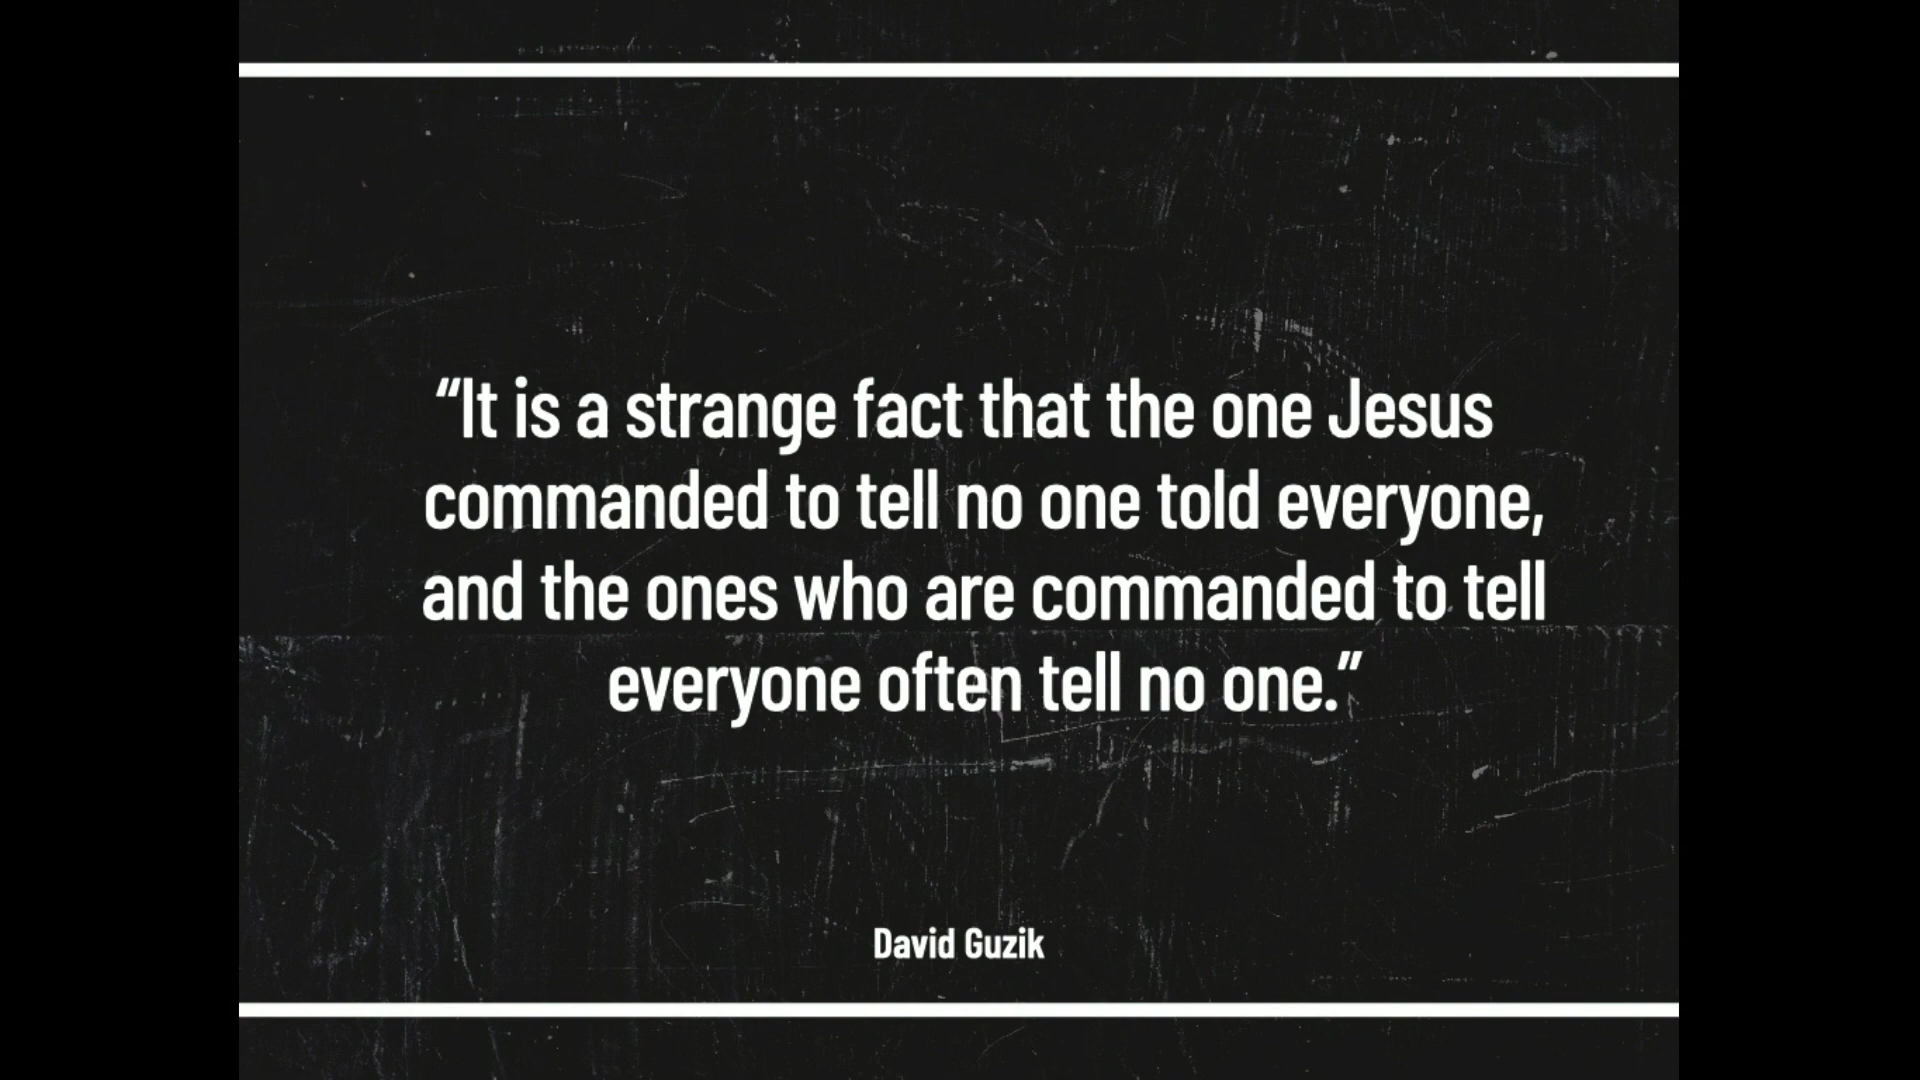 “It is a strange fact that the one Jesus
commanded to tell no one told everyone,
and the ones who are commanded to tell
everyone often tell no one.”
David Guzik